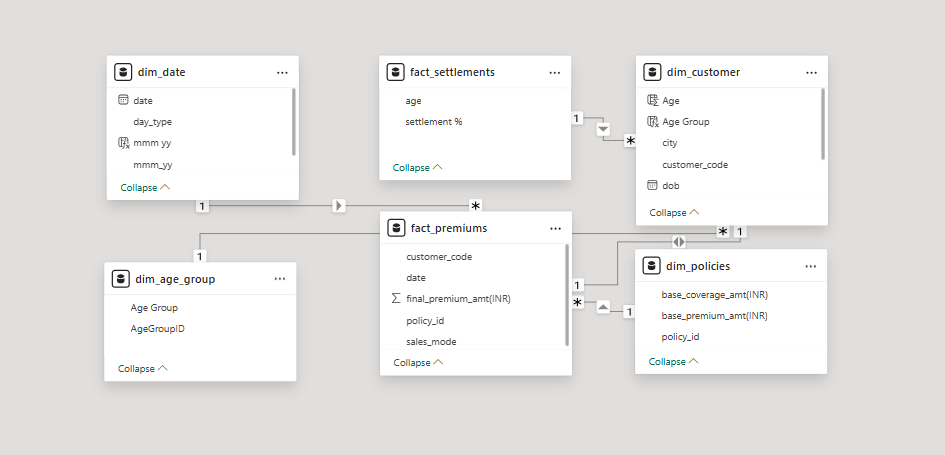 dim_date
date
day_type
mmm yy
mmm_yy
Collapse
fact_settlements
age
settlement %
Collapse
dim_customer
Age
Age Group
city
customer_code
dob
Collapse
1
*
1
*
1
*
1
1
*
1
dim_age_group
Age Group
AgeGroupID
Collapse
fact_premiums
customer_code
date
final_premium_amt(INR)
policy_id
sales_mode
Collapse
dim_policies
base_coverage_amt(INR)
base_premium_amt(INR)
policy_id
Collapse